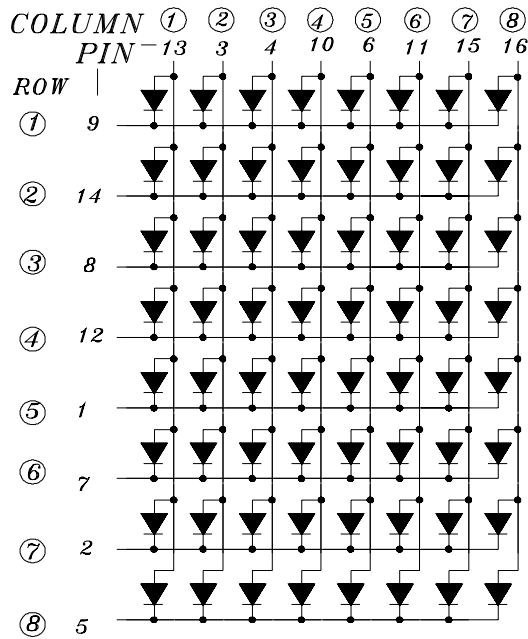 COLUMN ① ② ③ ④ ⑤ ⑥ ⑦ ⑧
PIN 13 3 4 10 6 11 15 16
ROW
① 9
② 14
③ 8
④ 12
⑤ 1
⑥ 7
⑦ 2
⑧ 5